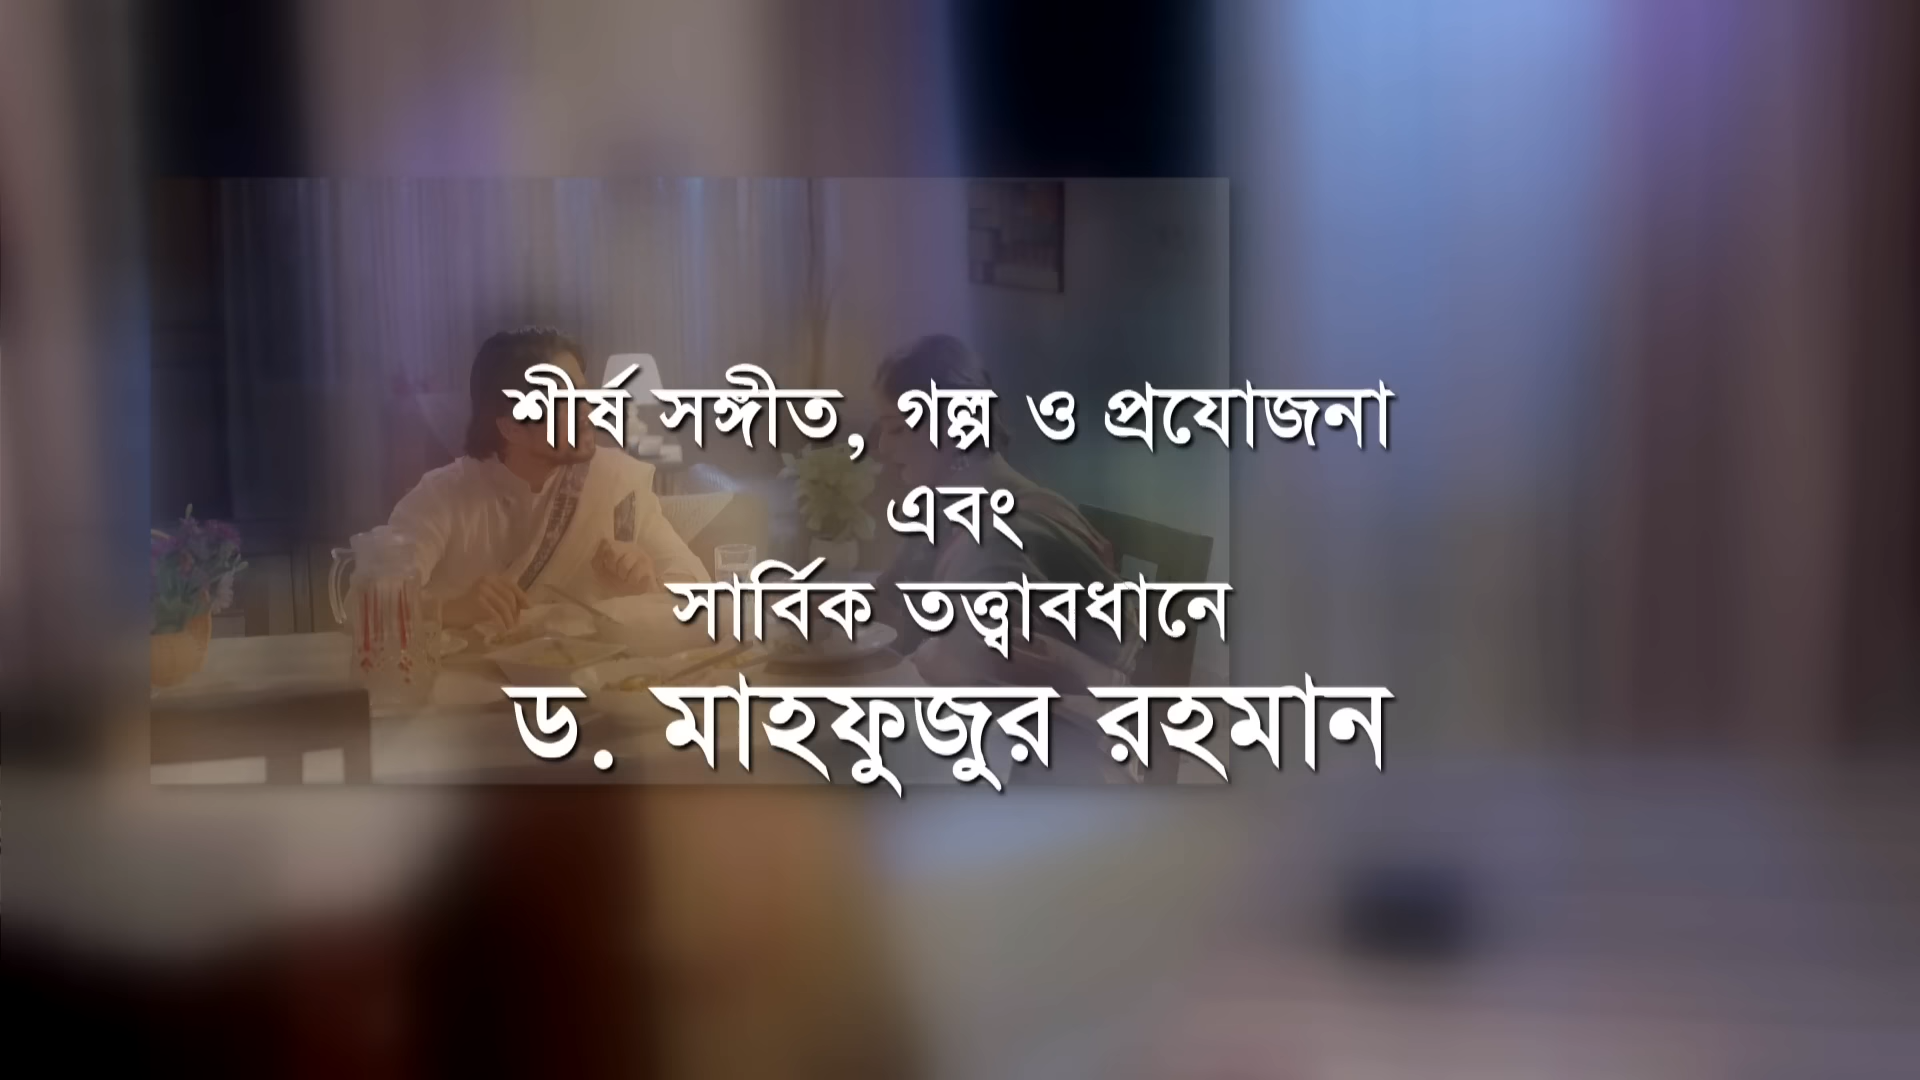 শীর্ষ সঙ্গীত, গল্প ও প্রযোজনা
এবং
সার্বিক তত্ত্বাবধানে
ড. মাহফুজুর রহমান